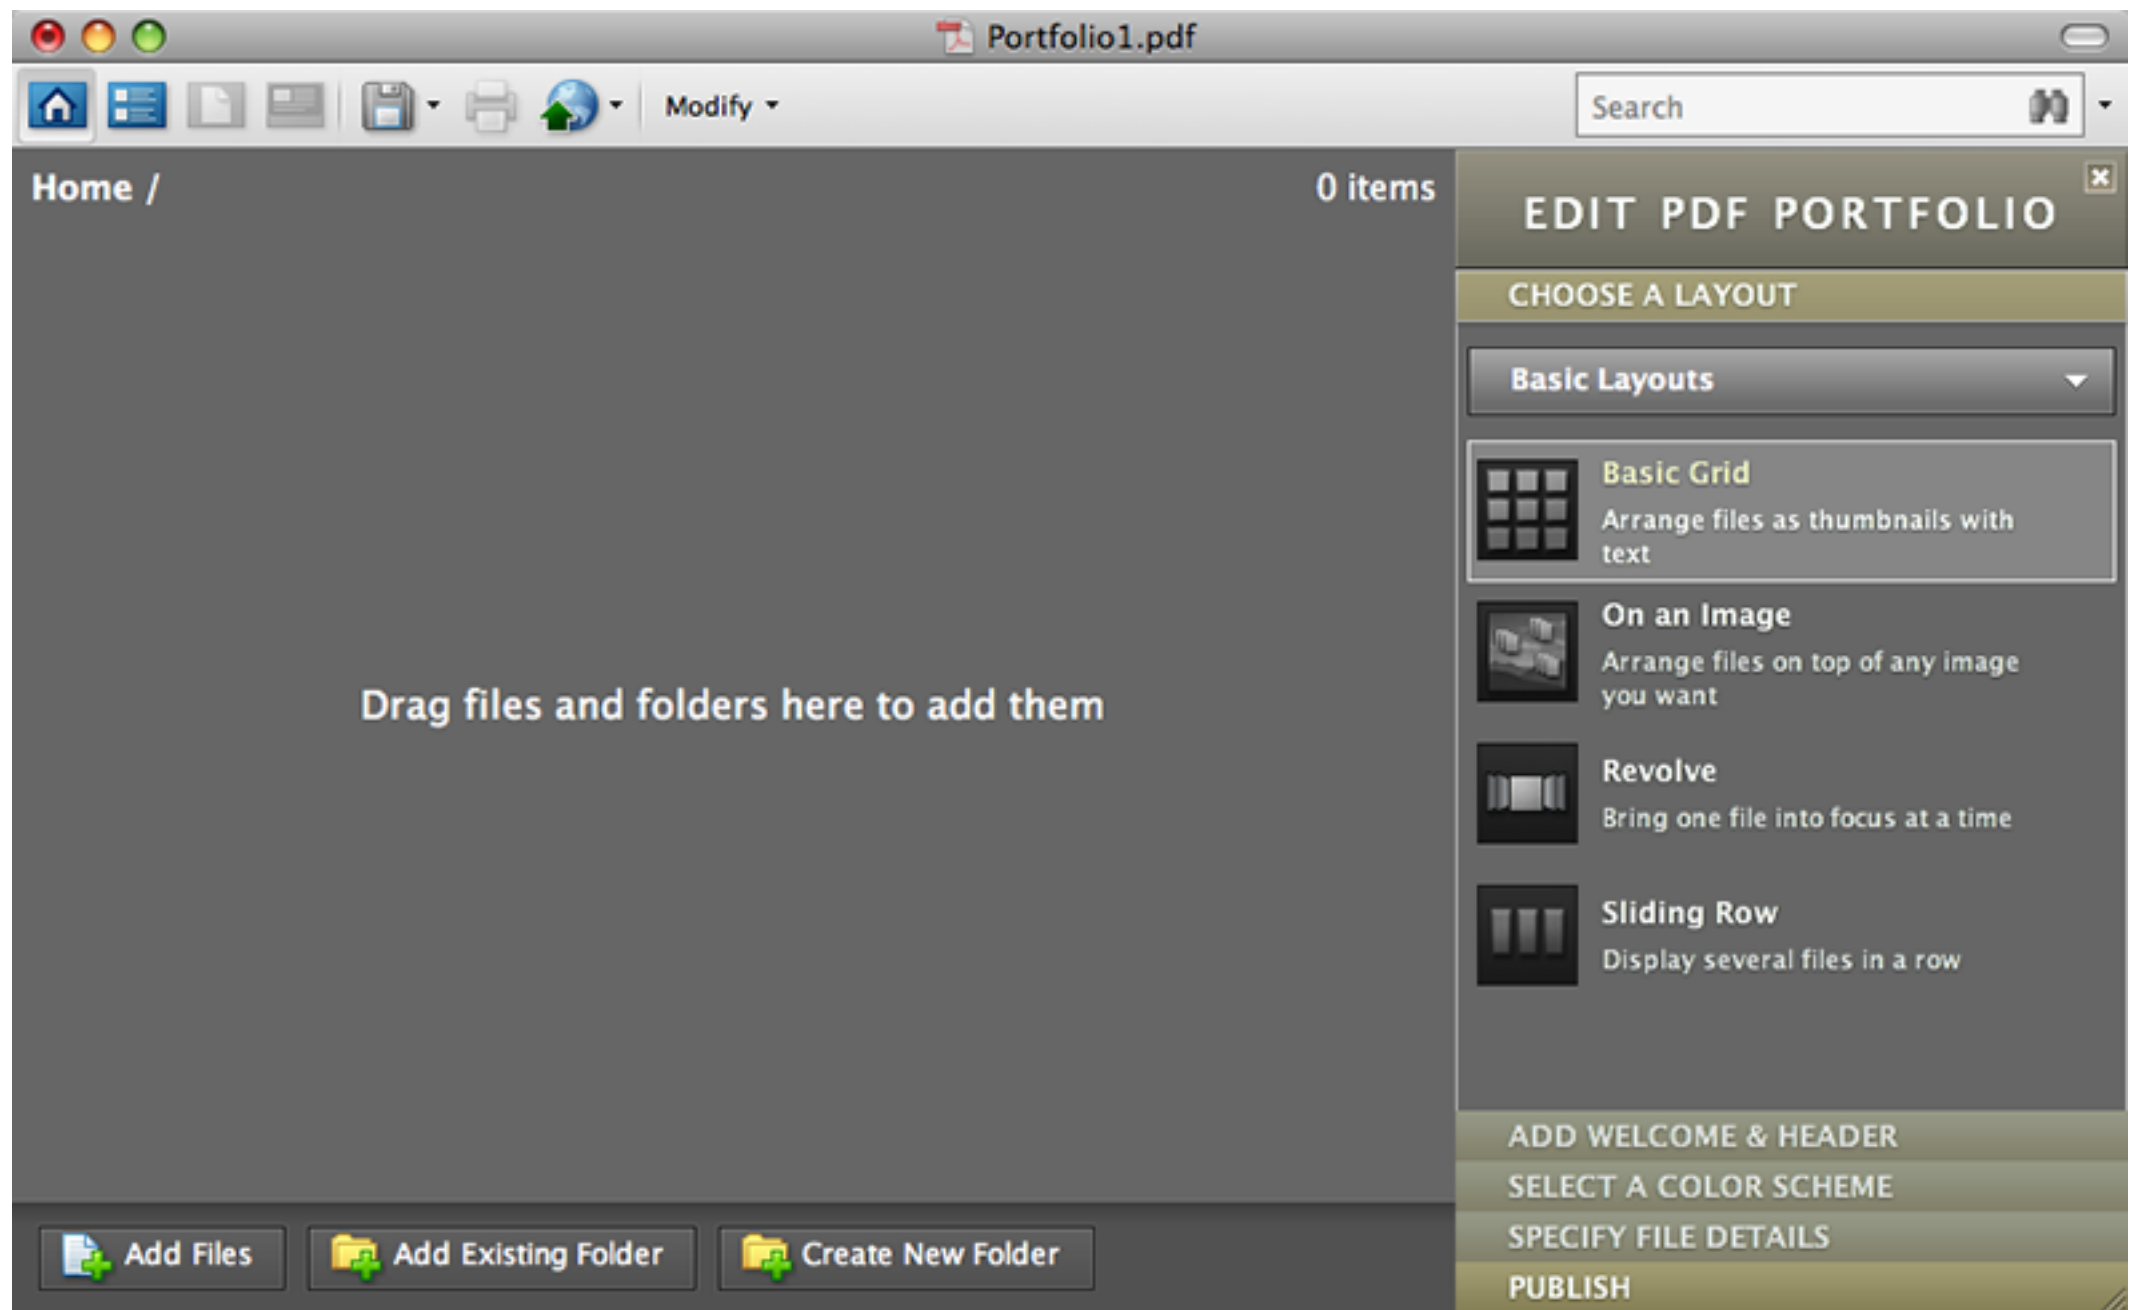 Portfolio1.pdf
Modify
Search
Home /
0 items
Drag files and folders here to add them
Add Files
Add Existing Folder
Create New Folder
EDIT PDF PORTFOLIO
CHOOSE A LAYOUT
Basic Layouts
Basic Grid
Arrange files as thumbnails with
text
On an Image
Arrange files on top of any image
you want
Revolve
Bring one file into focus at a time
Sliding Row
Display several files in a row
ADD WELCOME & HEADER
SELECT A COLOR SCHEME
SPECIFY FILE DETAILS
PUBLISH